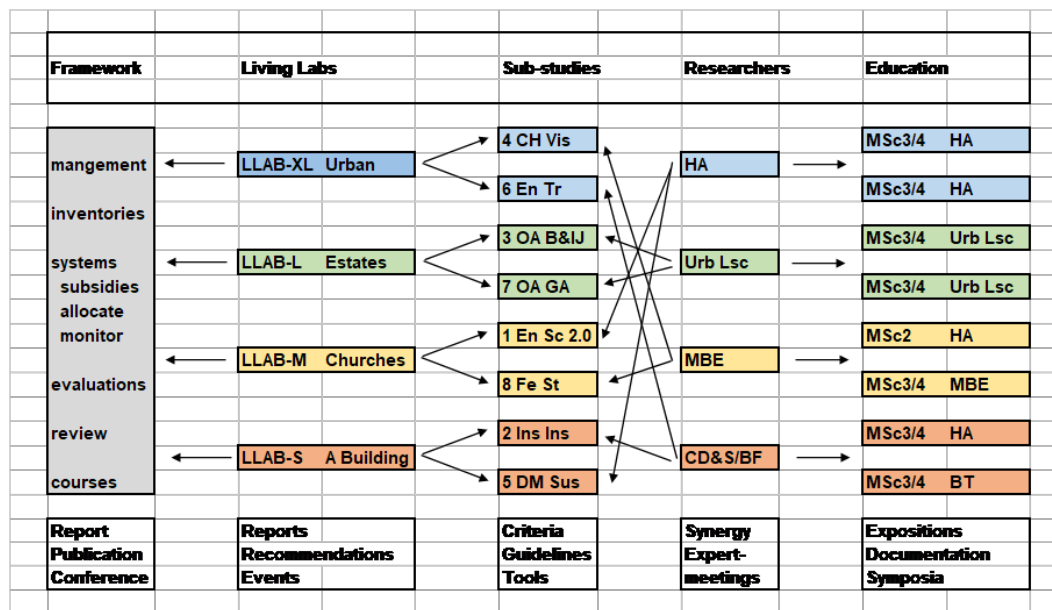 Framework Living Labs Sub-studies Researchers Education
4 CH Vis MSc3/4 HA
mangement LLAB-XL Urban HA
6 En Tr MSc3/4 HA
inventories
3 OA B&IJ MSc3/4 Urb Lsc
systems LLAB-L Estates Urb Lsc
subsidies 7 OA GA MSc3/4 Urb Lsc
allocate
monitor 1 En Sc 2.0 MSc2 HA
LLAB-M Churches MBE
evaluations 8 Fe St MSc3/4 MBE
review 2 Ins Ins MSc3/4 HA
LLAB-S A Building CD&S/BF
courses 5 DM Sus MSc3/4 BT
Report Reports Criteria Synergy Expositions
Publication Recommendations Guidelines Expert- Documentation
Conference Events Tools meetings Symposia